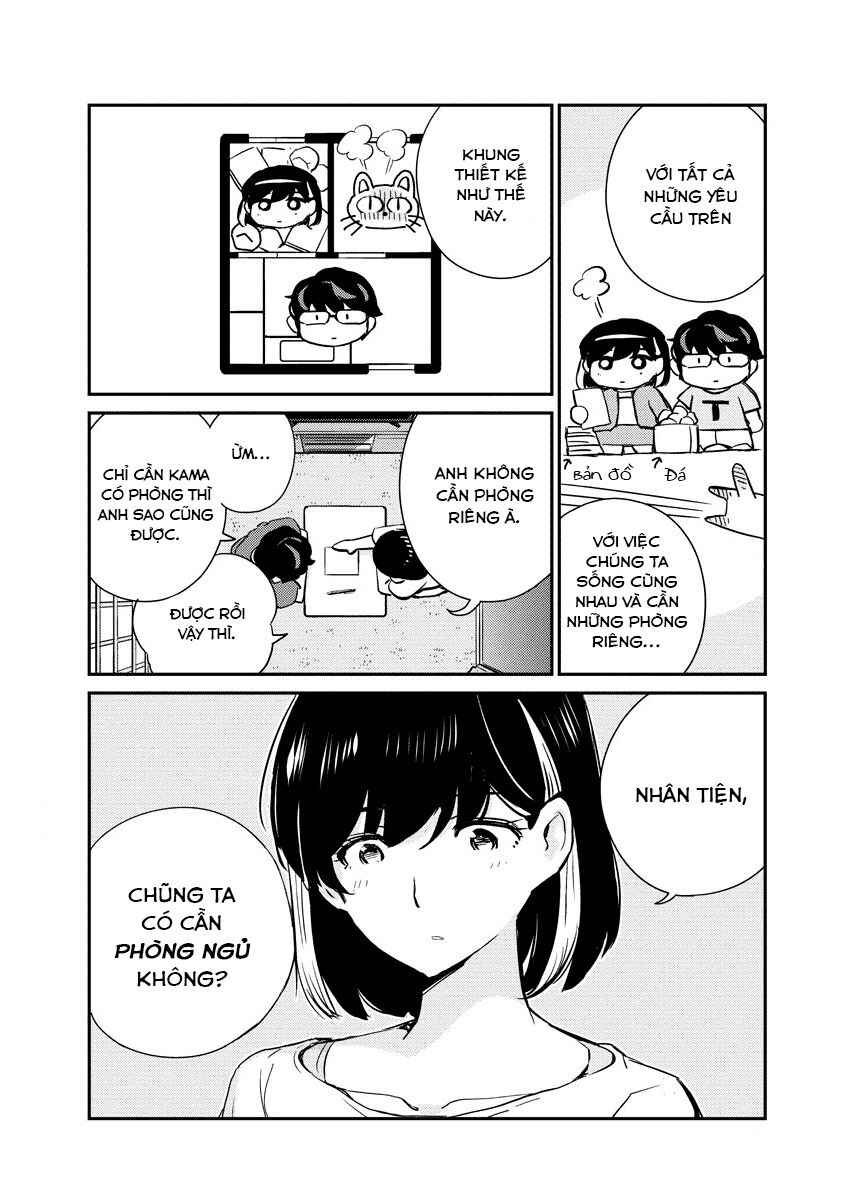 VỚI TẤT CẢ
NHỮNG YÊU
CẦU TRÊN
T
Bản đồ
Đá
VỚI VIỆC
CHÚNG TA
SỐNG CÙNG
NHAU VÀ CẦN
NHỮNG PHÒNG
RIÊNG...
KHUNG
THIẾT KẾ
NHƯ THẾ
NÀY.
ANH KHÔNG
CẦN PHÒNG
RIÊNG À.
ỪM...
CHỈ CẦN KAMA
CÓ PHÒNG THÌ
ANH SAO CŨNG
ĐƯỢC.
ĐƯỢC RỒI
VẬY THÌ.
NHÂN TIỆN,
CHŨNG TA
CÓ CẦN
PHÒNG NGỦ
KHÔNG?